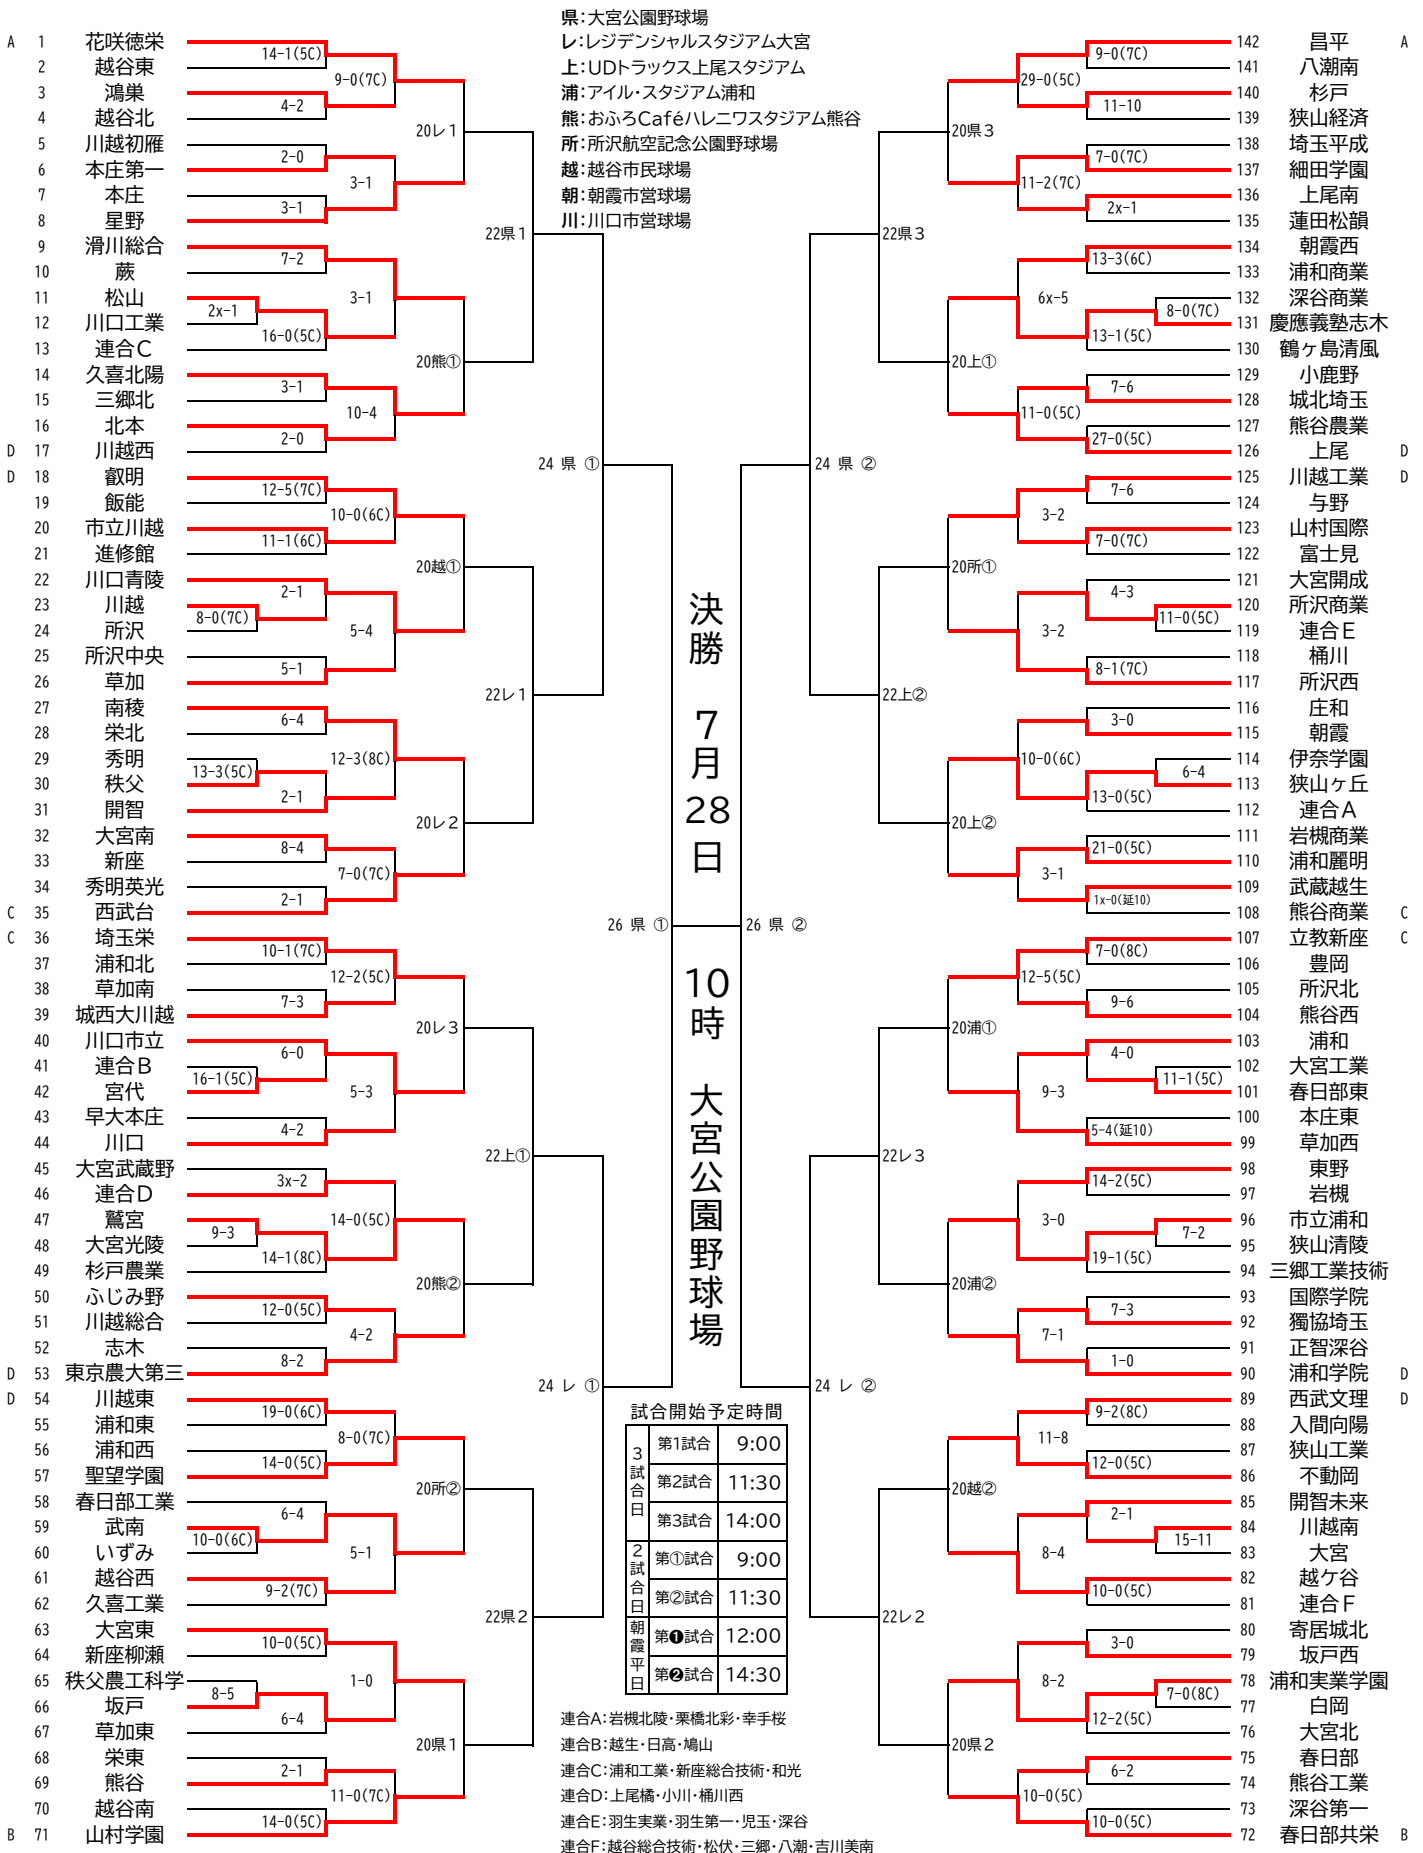 県:大宮公園野球場
レ:レジデンシャルスタジアム大宮
上:UDトラックス上尾スタジアム
浦:アイル・スタジアム浦和
熊:おふろCaféハレニワスタジアム熊谷
所:所沢航空記念公園野球場
越:越谷市民球場
朝:朝霞市営球場
川:川口市営球場
A 1 花咲徳栄
2 越谷東
3 鴻巣
4 越谷北
5 川越初雁
6 本庄第一
7 本庄
8 星野
9 滑川総合
10 蕨
11 松山
12 川口工業
13 連合C
14 久喜北陽
15 三郷北
16 北本
D 17 川越西
D 18 叡明
19 飯能
20 市立川越
21 進修館
22 川口青陵
23 川越
24 所沢
25 所沢中央
26 草加
27 南稜
28 栄北
29 秀明
30 秩父
31 開智
32 大宮南
33 新座
34 秀明英光
C 35 西武台
C 36 埼玉栄
37 浦和北
38 草加南
39 城西大川越
40 川口市立
41 連合B
42 宮代
43 早大本庄
44 川口
45 大宮武蔵野
46 連合D
47 鷲宮
48 大宮光陵
49 杉戸農業
50 ふじみ野
51 川越総合
52 志木
D 53 東京農大第三
D 54 川越東
55 浦和東
56 浦和西
57 聖望学園
58 春日部工業
59 武南
60 いずみ
61 越谷西
62 久喜工業
63 大宮東
64 新座柳瀬
65 秩父農工科学
66 坂戸
67 草加東
68 栄東
69 熊谷
70 越谷南
B 71 山村学園
14-1(5C)
4-2
2-0
3-1
7-2
2x-1
16-0(5C)
3-1
2-0
12-5(7C)
11-1(6C)
2-1
8-0(7C)
5-1
6-4
13-3(5C)
2-1
8-4
2-1
10-1(7C)
7-3
6-0
16-1(5C)
4-2
3x-2
9-3
14-1(8C)
12-0(5C)
8-2
19-0(6C)
14-0(5C)
6-4
10-0(6C)
9-2(7C)
10-0(5C)
8-5
6-4
2-1
14-0(5C)
9-0(7C)
3-1
3-1
10-4
10-0(6C)
5-4
12-3(8C)
7-0(7C)
12-2(5C)
5-3
14-0(5C)
4-2
8-0(7C)
5-1
1-0
11-0(7C)
20レ1
20熊①
20越①
20レ2
20レ3
20熊②
20所②
20県1
22県1
22レ1
22上①
22県2
24 県 ①
24 レ ①
26 県 ①
決勝 7月28日 10時 大宮公園野球場
26 県 ②
24 県 ②
24 レ ②
22県3
22上②
22レ3
22レ2
20県3
20上①
20所①
20上②
20浦①
20浦②
20越②
20県2
29-0(5C)
11-2(7C)
6x-5
11-0(5C)
3-2
3-2
10-0(6C)
3-1
12-5(5C)
9-3
3-0
7-1
11-8
8-4
8-2
10-0(5C)
9-0(7C)
11-10
7-0(7C)
2x-1
13-3(6C)
8-0(7C)
13-1(5C)
7-6
27-0(5C)
7-6
7-0(7C)
4-3
11-0(5C)
8-1(7C)
3-0
6-4
13-0(5C)
21-0(5C)
1x-0(延10)
7-0(8C)
9-6
4-0
11-1(5C)
5-4(延10)
14-2(5C)
7-2
19-1(5C)
7-3
1-0
9-2(8C)
12-0(5C)
2-1
15-11
10-0(5C)
3-0
7-0(8C)
12-2(5C)
6-2
10-0(5C)
142 昌平 A
141 八潮南
140 杉戸
139 狭山経済
138 埼玉平成
137 細田学園
136 上尾南
135 蓮田松韻
134 朝霞西
133 浦和商業
132 深谷商業
131 慶應義塾志木
130 鶴ヶ島清風
129 小鹿野
128 城北埼玉
127 熊谷農業
126 上尾 D
125 川越工業 D
124 与野
123 山村国際
122 富士見
121 大宮開成
120 所沢商業
119 連合E
118 桶川
117 所沢西
116 庄和
115 朝霞
114 伊奈学園
113 狭山ヶ丘
112 連合A
111 岩槻商業
110 浦和麗明
109 武蔵越生
108 熊谷商業 C
107 立教新座 C
106 豊岡
105 所沢北
104 熊谷西
103 浦和
102 大宮工業
101 春日部東
100 本庄東
99 草加西
98 東野
97 岩槻
96 市立浦和
95 狭山清陵
94 三郷工業技術
93 国際学院
92 獨協埼玉
91 正智深谷
90 浦和学院 D
89 西武文理 D
88 入間向陽
87 狭山工業
86 不動岡
85 開智未来
84 川越南
83 大宮
82 越ケ谷
81 連合F
80 寄居城北
79 坂戸西
78 浦和実業学園
77 白岡
76 大宮北
75 春日部
74 熊谷工業
73 深谷第一
72 春日部共栄 B
試合開始予定時間
3試合日
第1試合 9:00
第2試合 11:30
第3試合 14:00
2試合日
第①試合 9:00
第②試合 11:30
朝霞平日
第❶試合 12:00
第❷試合 14:30
連合A:岩槻北陵・栗橋北彩・幸手桜
連合B:越生・日高・鳩山
連合C:浦和工業・新座総合技術・和光
連合D:上尾橘・小川・桶川西
連合E:羽生実業・羽生第一・児玉・深谷
連合F:越谷総合技術・松伏・三郷・八潮・吉川美南